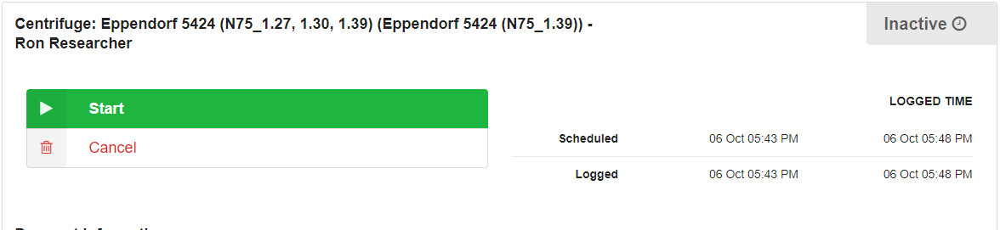 Centrifuge: Eppendorf 5424 (N75_1.27, 1.30, 1.39) (Eppendorf 5424 (N75_1.39)) -
Ron Researcher
Inactive
Start
Cancel
LOGGED TIME
Scheduled 06 Oct 05:43 PM 06 Oct 05:48 PM
Logged 06 Oct 05:43 PM 06 Oct 05:48 PM